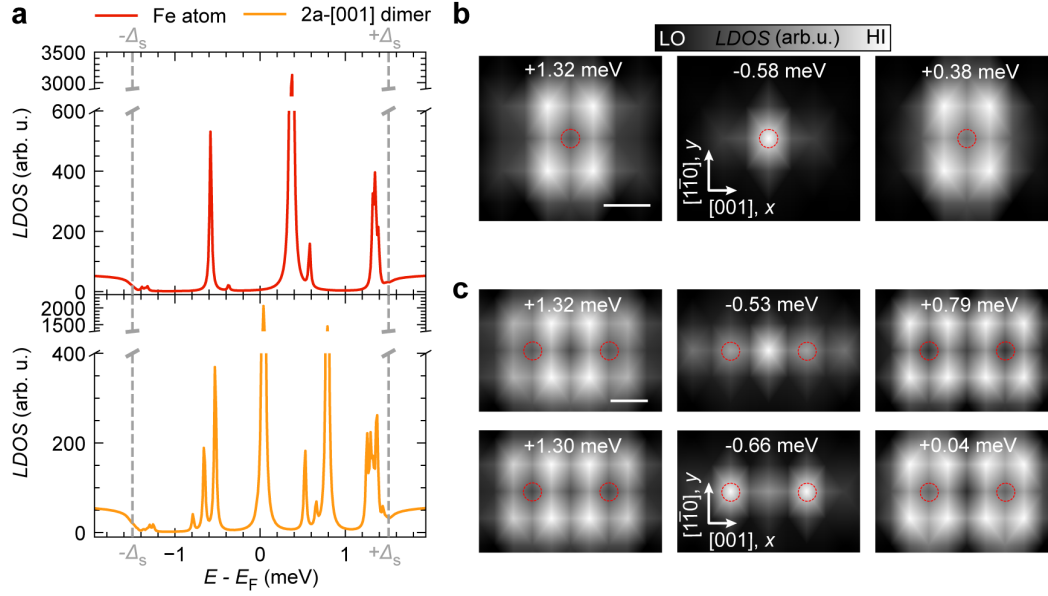 a
Fe atom
2a-[001] dimer
-Δs
+Δs
3500
3000
600
400
200
0
LDOS (arb. u.)
2000
1500
400
200
0
LDOS (arb. u.)
-Δs
+Δs
−1
0
1
E - EF (meV)
b
LO
LDOS (arb.u.)
HI
+1.32 meV
-0.58 meV
+0.38 meV
[11̅0], y
[001], x
c
+1.32 meV
-0.53 meV
+0.79 meV
+1.30 meV
-0.66 meV
+0.04 meV
[11̅0], y
[001], x